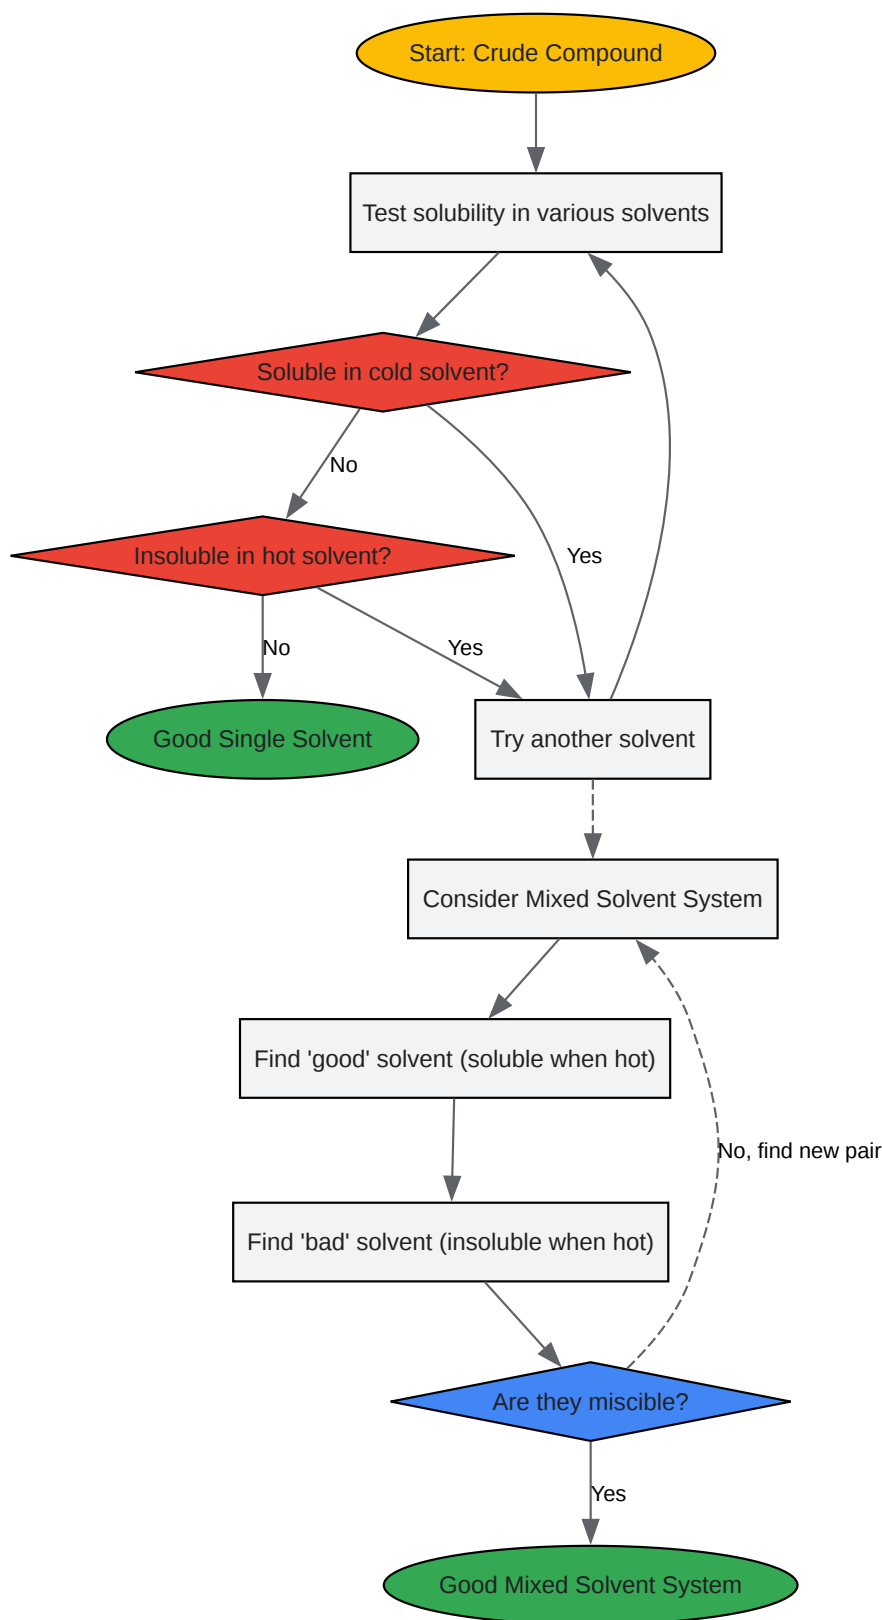 Start: Crude Compound
Test solubility in various solvents
Soluble in cold solvent?
No
Insoluble in hot solvent?
Yes
No
Yes
Good Single Solvent
Try another solvent
Consider Mixed Solvent System
Find 'good' solvent (soluble when hot)
No, find new pair
Find 'bad' solvent (insoluble when hot)
Are they miscible?
Yes
Good Mixed Solvent System